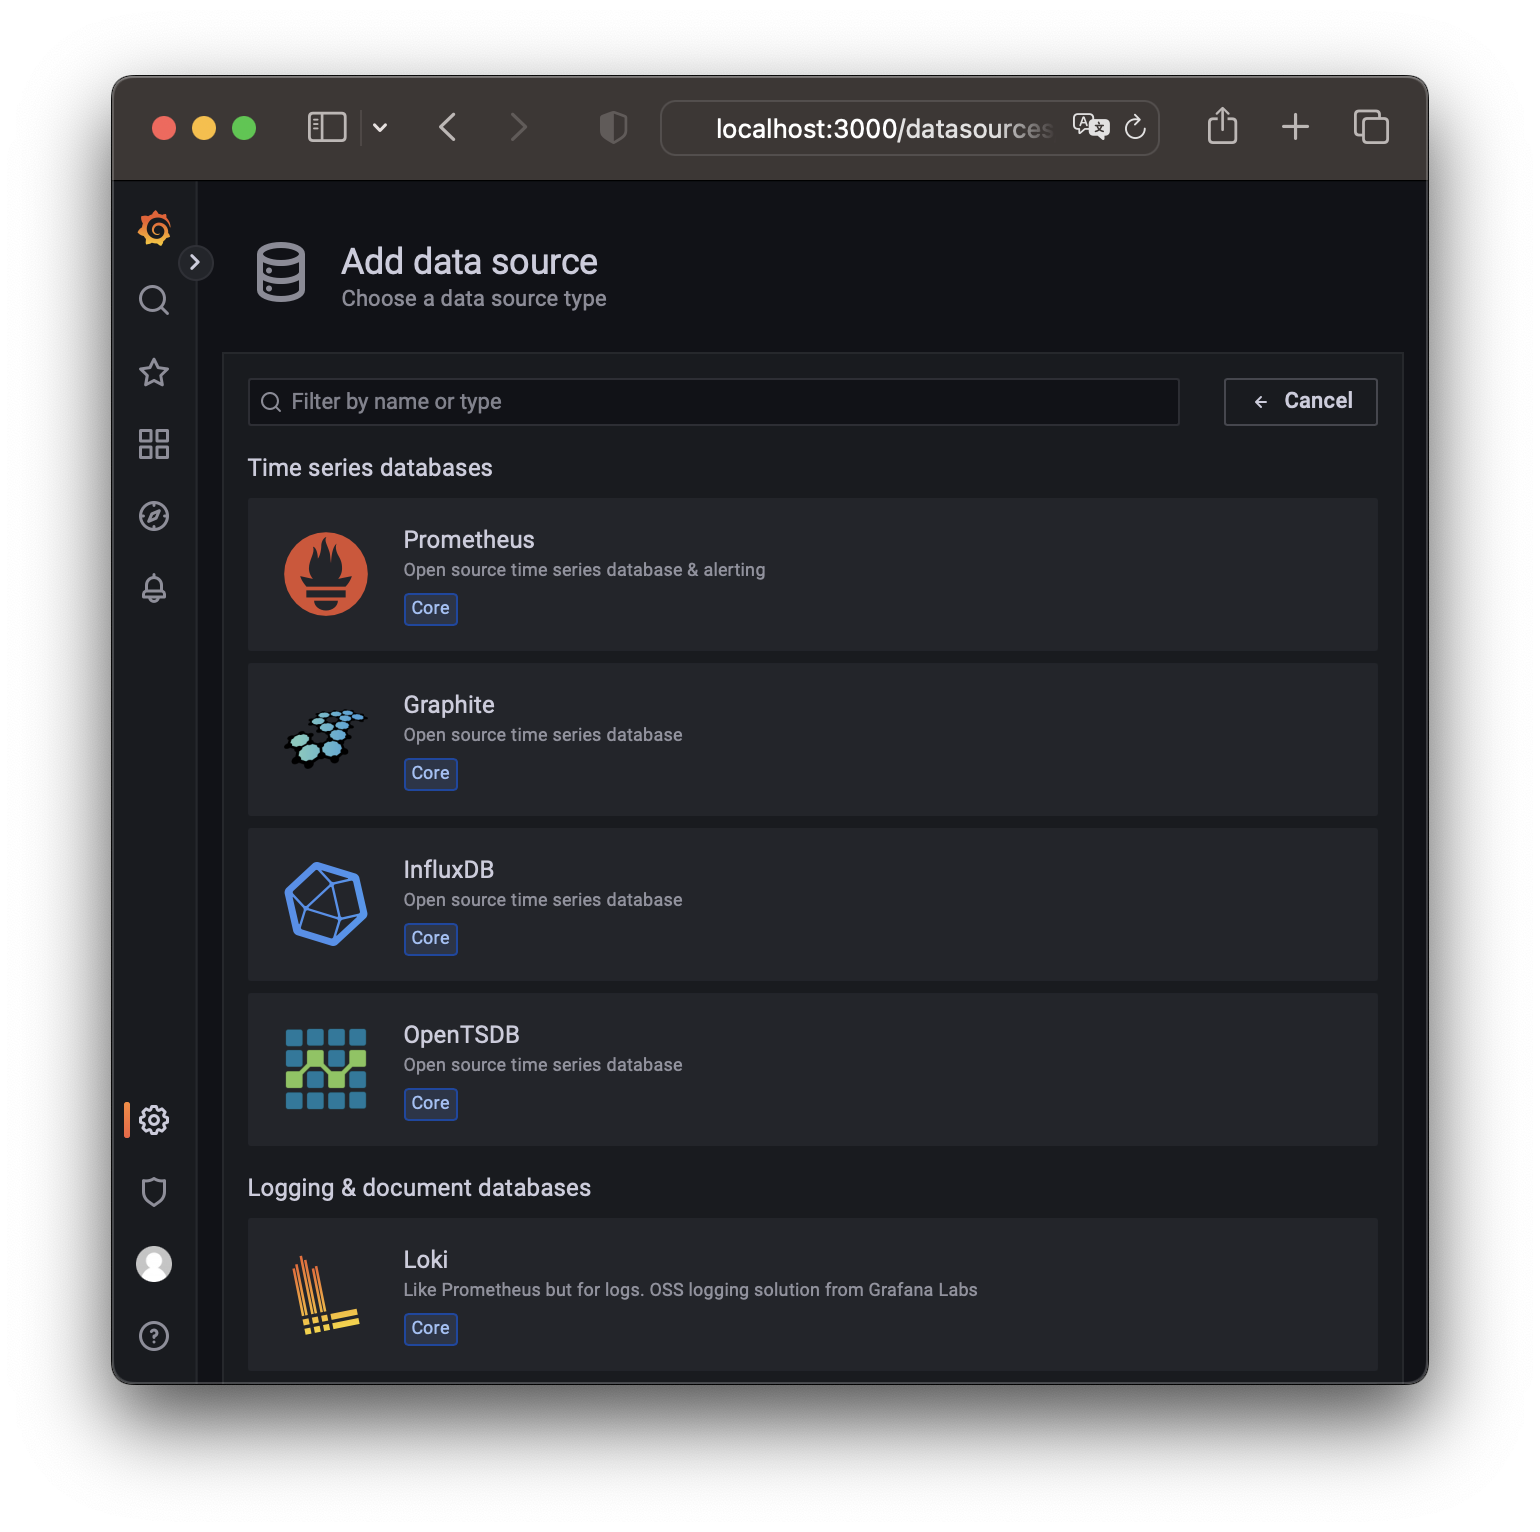 localhost:3000/datasources
Add data source
Choose a data source type
Filter by name or type
Cancel
Time series databases
Prometheus
Open source time series database & alerting
Core
Graphite
Open source time series database
Core
InfluxDB
Open source time series database
Core
OpenTSDB
Open source time series database
Core
Logging & document databases
Loki
Like Prometheus but for logs. OSS logging solution from Grafana Labs
Core